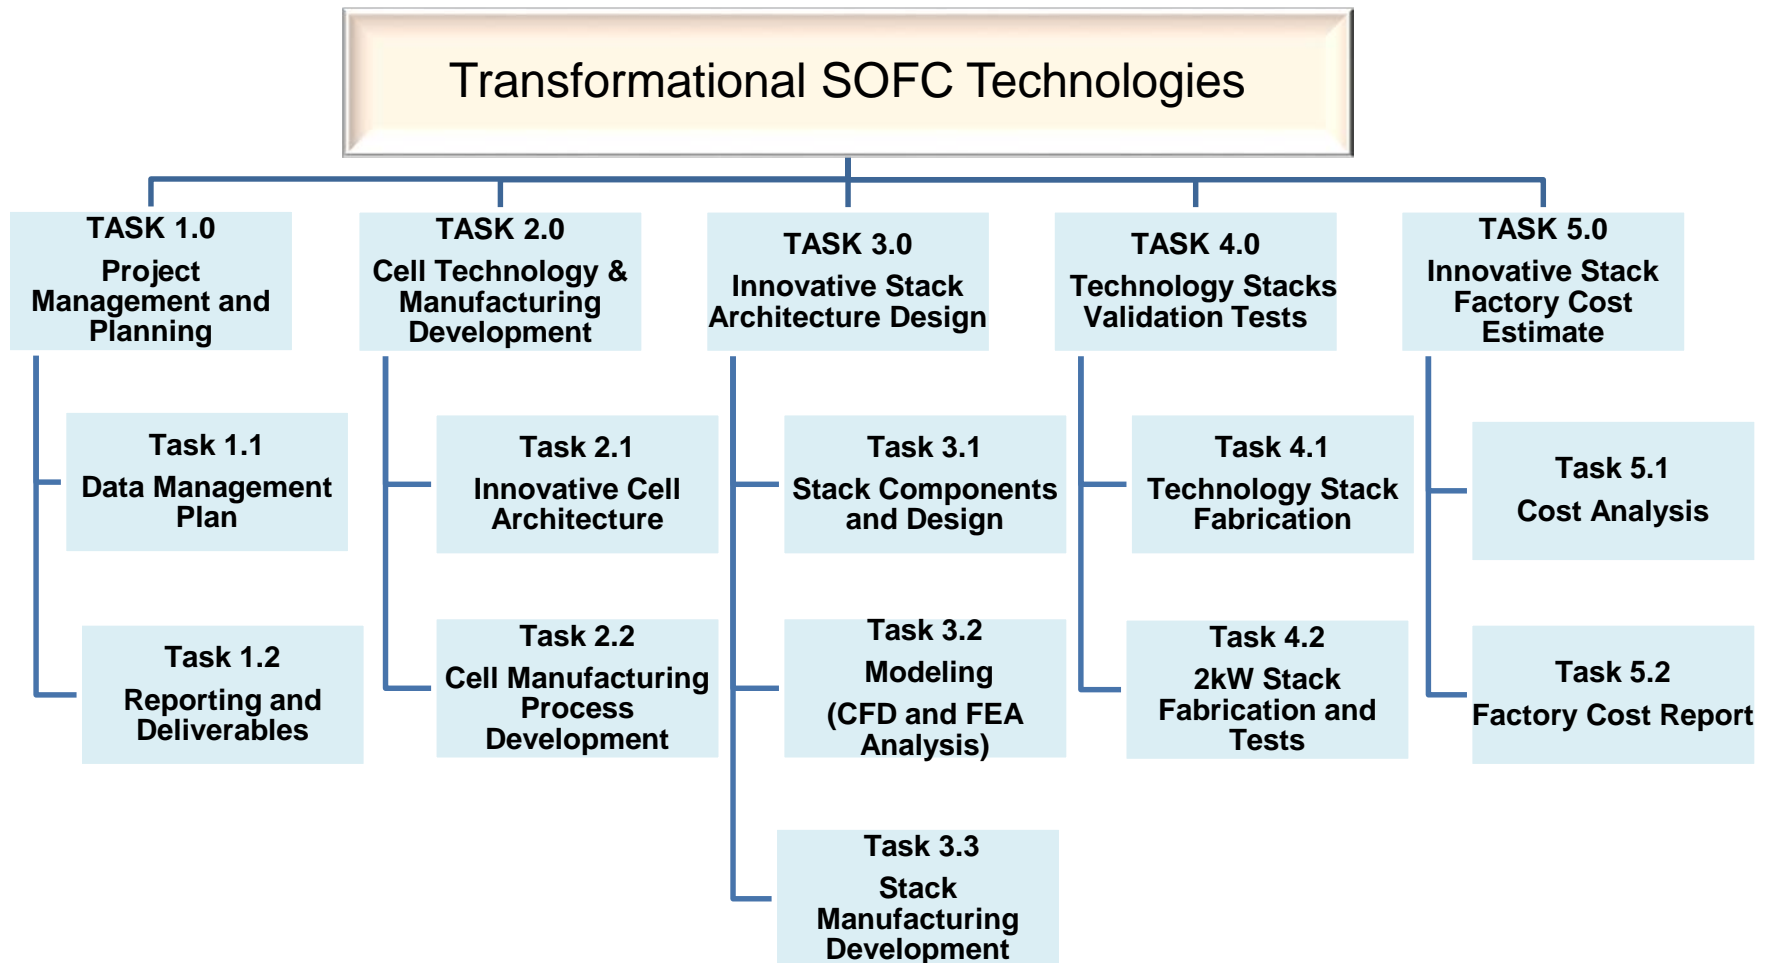 Transformational SOFC Technologies
TASK 1.0
Project
Management and
Planning
TASK 2.0
Cell Technology &
Manufacturing
Development
TASK 3.0
Innovative Stack
Architecture Design
TASK 4.0
Technology Stacks
Validation Tests
TASK 5.0
Innovative Stack
Factory Cost
Estimate
Task 1.1
Data Management
Plan
Task 2.1
Innovative Cell
Architecture
Task 3.1
Stack Components
and Design
Task 4.1
Technology Stack
Fabrication
Task 5.1
Cost Analysis
Task 1.2
Reporting and
Deliverables
Task 2.2
Cell Manufacturing
Process
Development
Task 3.2
Modeling
(CFD and FEA
Analysis)
Task 4.2
2kW Stack
Fabrication and
Tests
Task 5.2
Factory Cost Report
Task 3.3
Stack
Manufacturing
Development